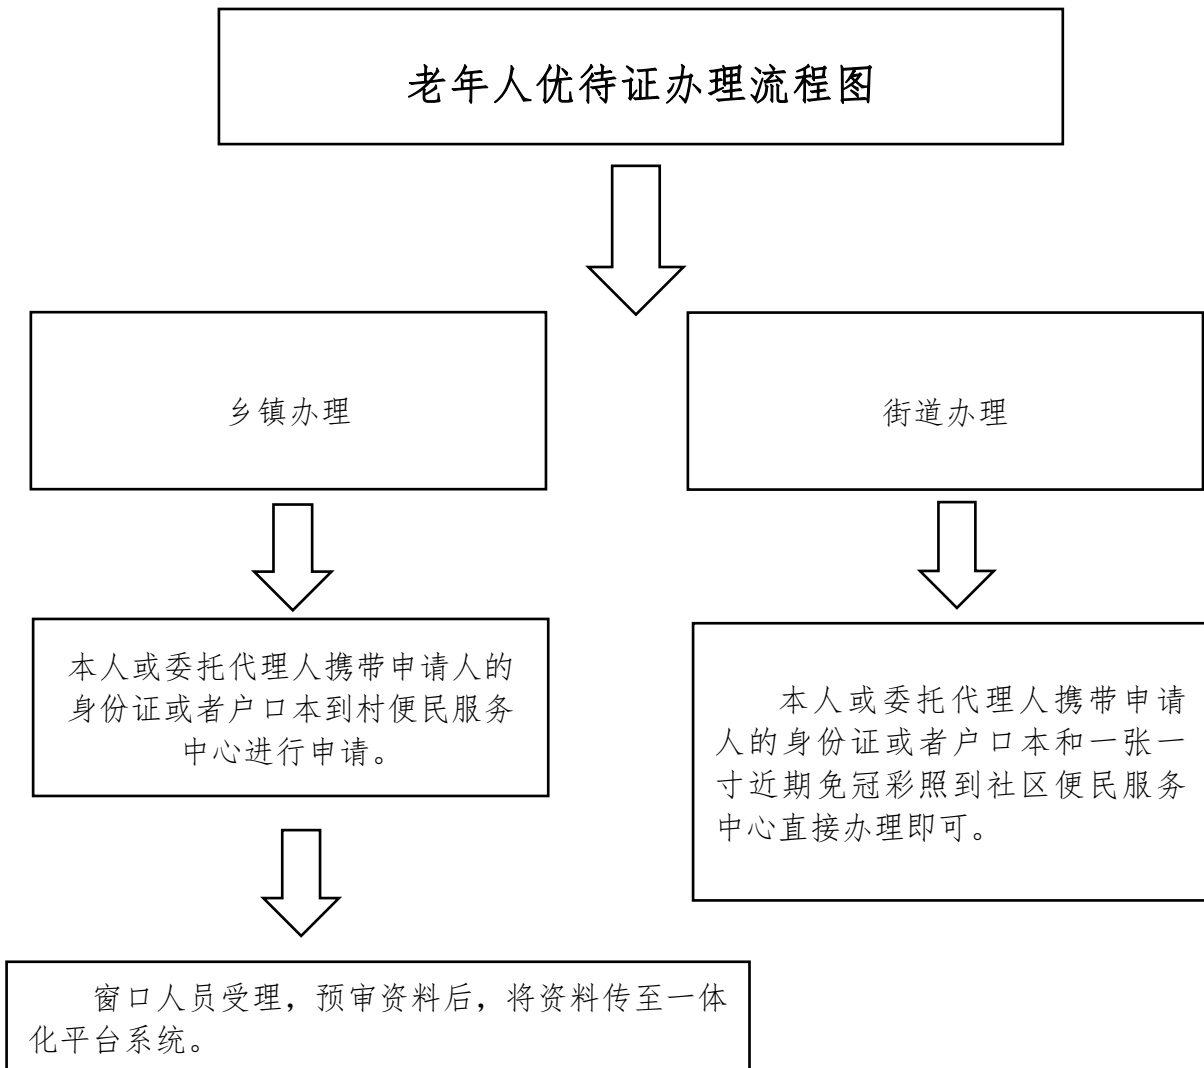 老年人优待证办理流程图
乡镇办理
街道办理
本人或委托代理人携带申请人的
身份证或者户口本到村便民服务
中心进行申请。
本人或委托代理人携带申请
人的身份证或者户口本和一张一
寸近期免冠彩照到社区便民服务
中心直接办理即可。
窗口人员受理，预审资料后，将资料传至一体
化平台系统。